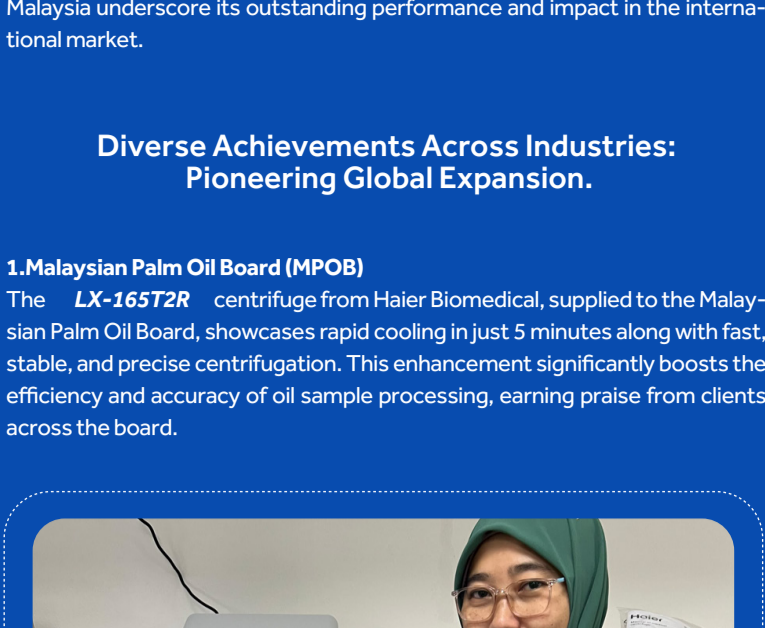 Malaysia underscore its outstanding performance and impact in the interna-
tional market.
Diverse Achievements Across Industries:
Pioneering Global Expansion.
1.Malaysian Palm Oil Board (MPOB)
The LX-165T2R centrifuge from Haier Biomedical, supplied to the Malay-
sian Palm Oil Board, showcases rapid cooling in just 5 minutes along with fast,
stable, and precise centrifugation. This enhancement significantly boosts the
efficiency and accuracy of oil sample processing, earning praise from clients
across the board.
Haier